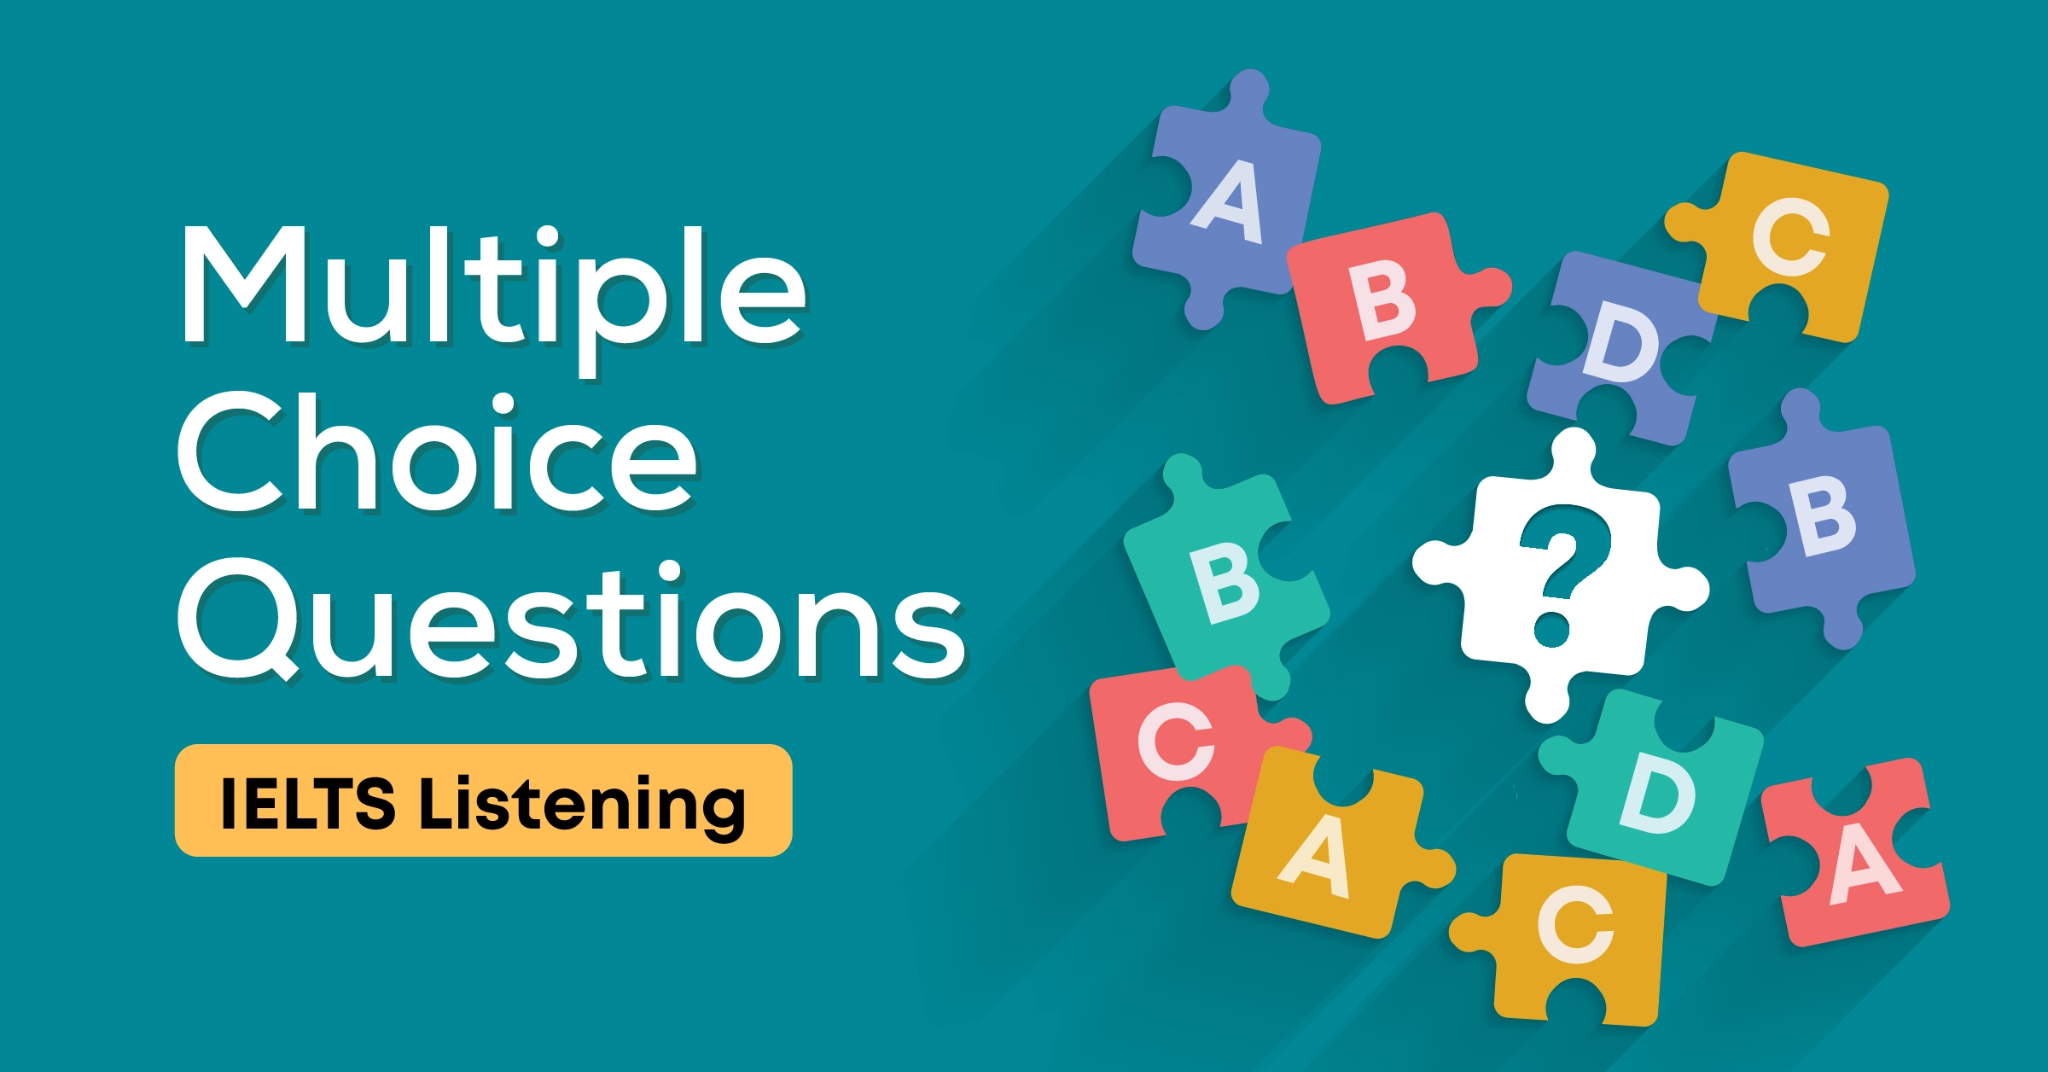 Multiple
Choice
Questions
IELTS Listening
A
B
C
D
B
?
B
C
D
A
A
C